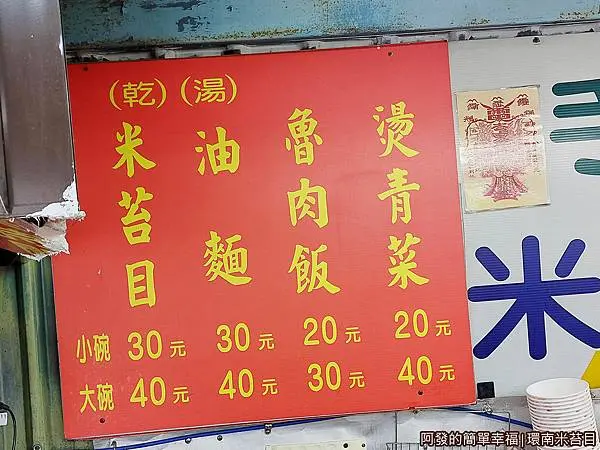 (乾)(湯)
米苔目
油麵
魯肉飯
燙青菜
小碗 30元 30元 20元 20元
大碗 40元 40元 30元 40元
米
阿發的簡單幸福|環南米苔目